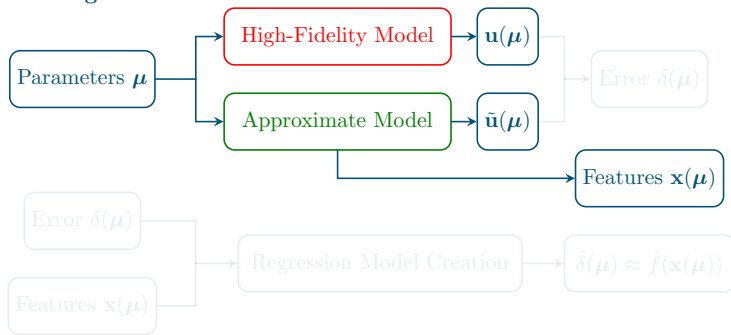 High-Fidelity Model
u(μ)
Parameters μ
Error δ(μ)
Approximate Model
ũ(μ)
Features x(μ)
Error δ(μ)
Regression Model Creation
δ̂(μ) ≈ f̂(x(μ))
Features x(μ)